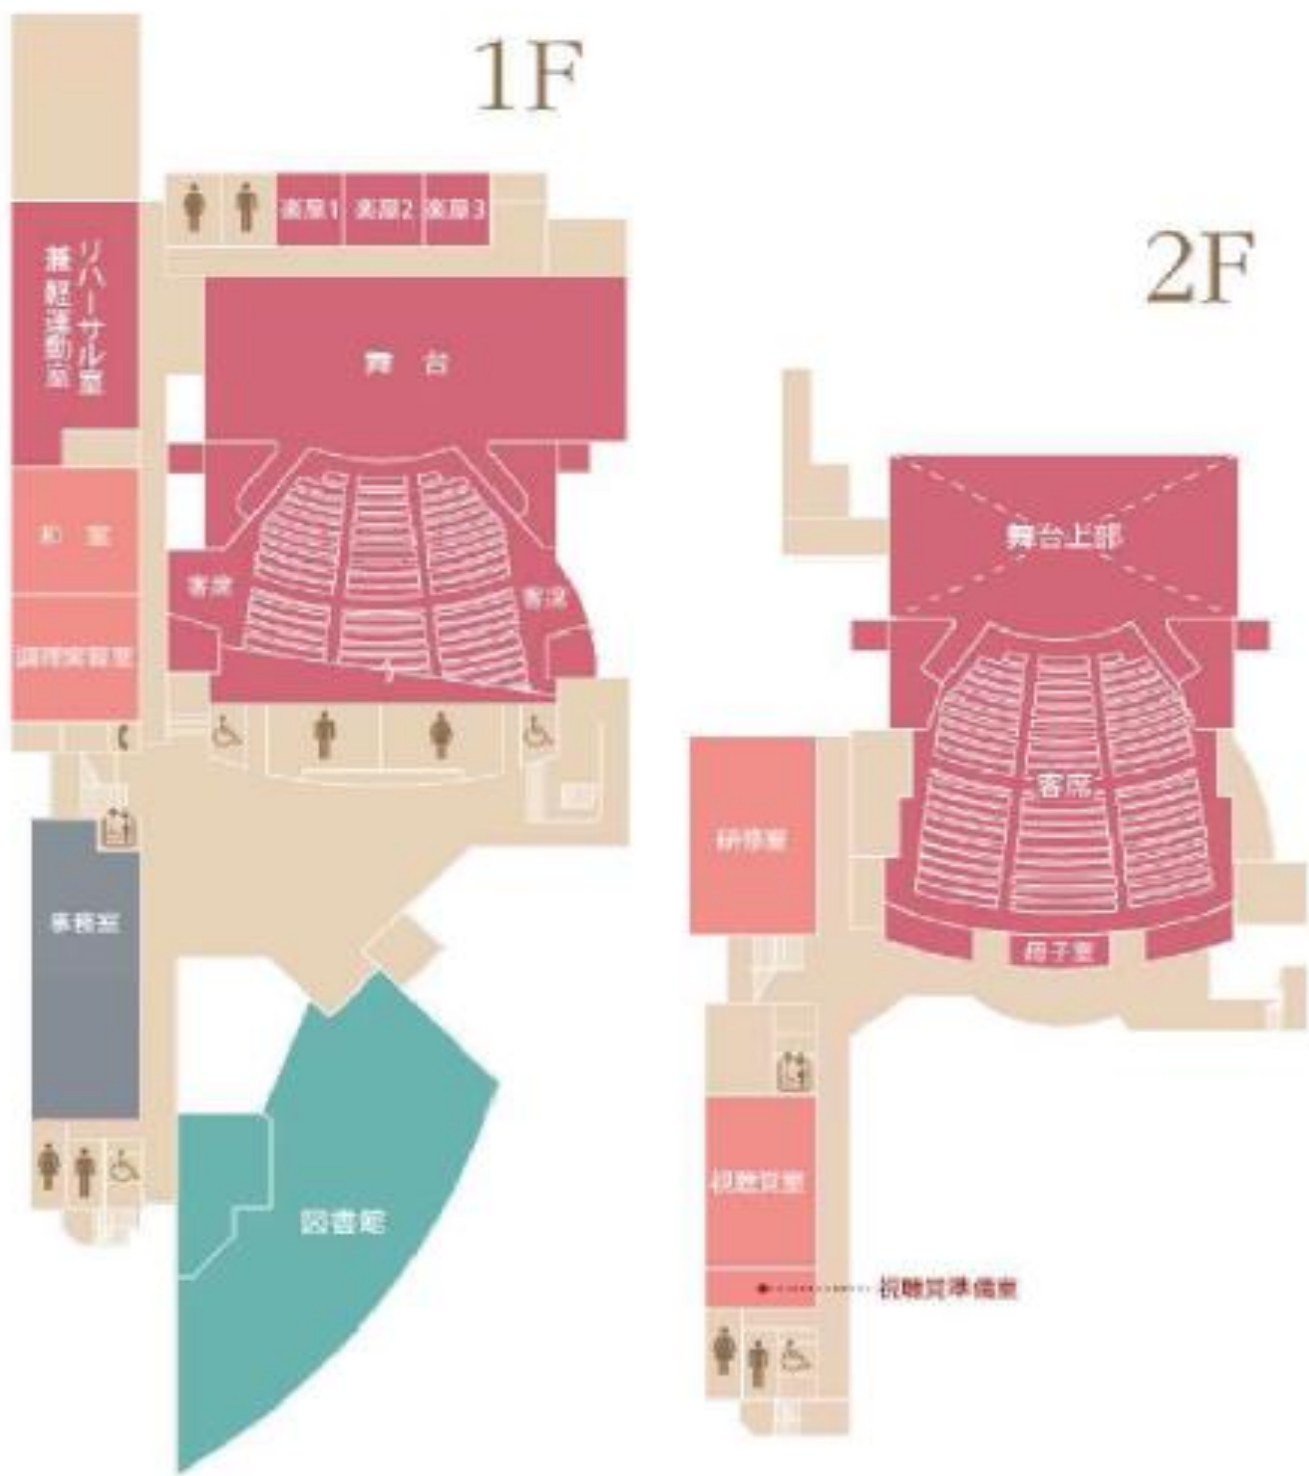 1F
楽屋1
楽屋2
楽屋3
リハーサル室
兼軽運動室
舞 台
和 室
客席
客席
調理実習室
事務室
図書館
2F
舞台上部
客席
研修室
母子室
視聴覚室
視聴覚準備室